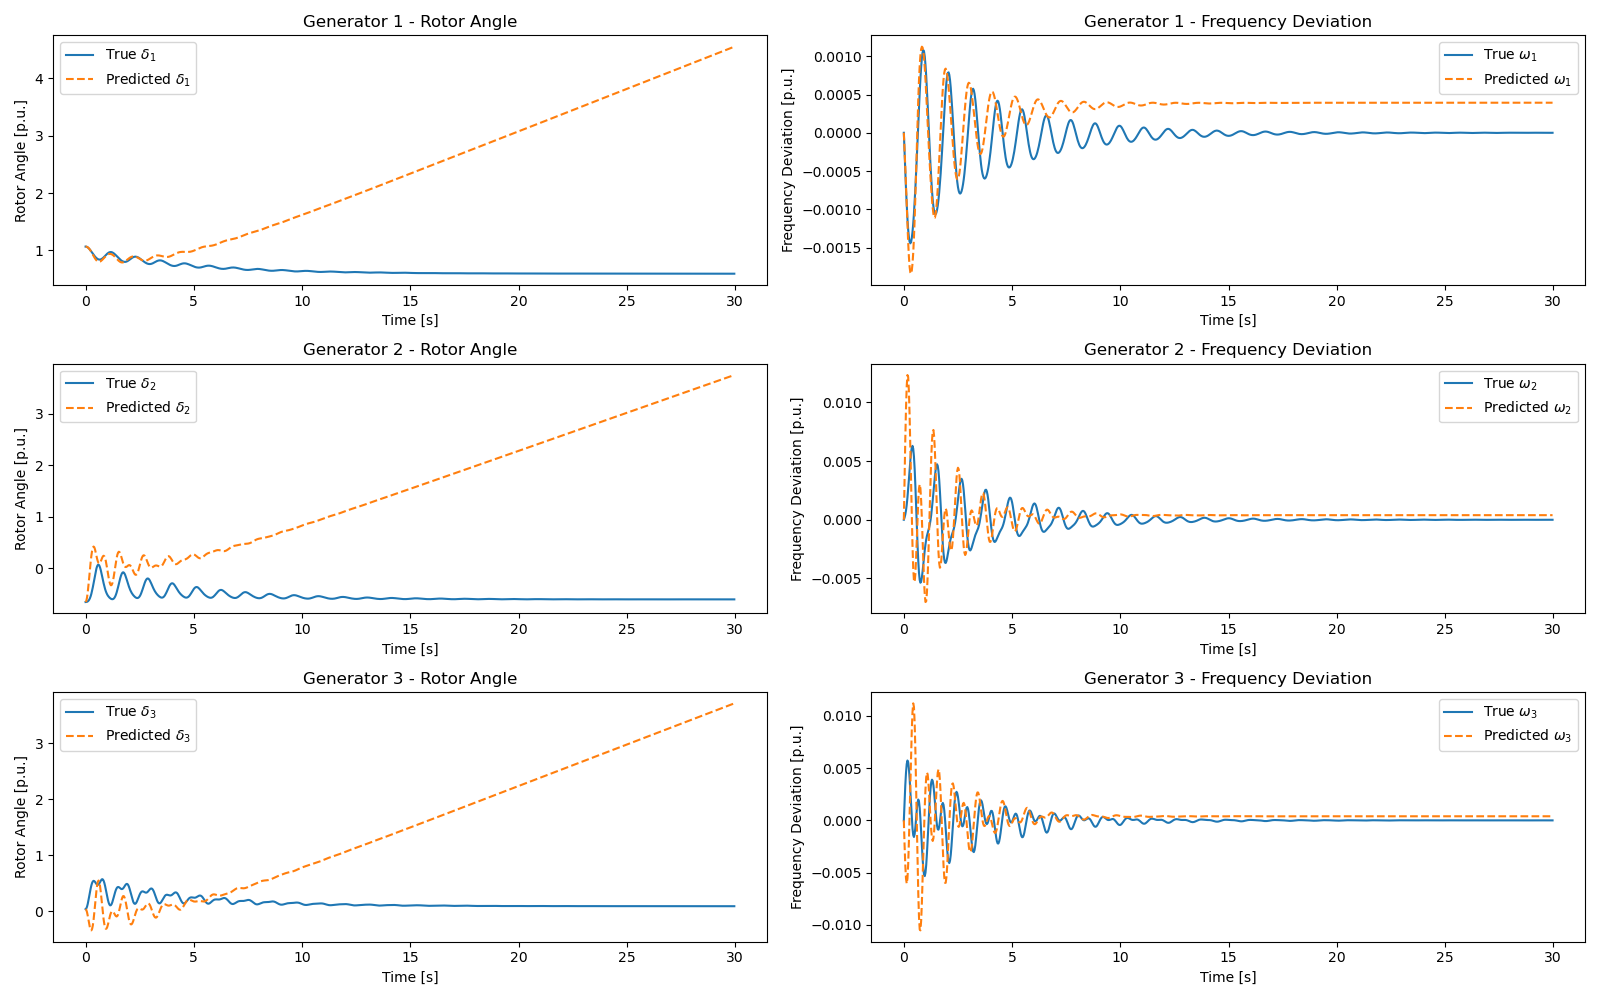 Generator 1 - Rotor Angle
True δ₁
Predicted δ₁
Rotor Angle [p.u.]
4
3
2
1
0 5 10 15 20 25 30
Time [s]
Generator 1 - Frequency Deviation
True ω₁
Predicted ω₁
Frequency Deviation [p.u.]
0.0010
0.0005
0.0000
−0.0005
−0.0010
−0.0015
0 5 10 15 20 25 30
Time [s]
Generator 2 - Rotor Angle
True δ₂
Predicted δ₂
Rotor Angle [p.u.]
3
2
1
0
0 5 10 15 20 25 30
Time [s]
Generator 2 - Frequency Deviation
True ω₂
Predicted ω₂
Frequency Deviation [p.u.]
0.010
0.005
0.000
−0.005
0 5 10 15 20 25 30
Time [s]
Generator 3 - Rotor Angle
True δ₃
Predicted δ₃
Rotor Angle [p.u.]
3
2
1
0
0 5 10 15 20 25 30
Time [s]
Generator 3 - Frequency Deviation
True ω₃
Predicted ω₃
Frequency Deviation [p.u.]
0.010
0.005
0.000
−0.005
−0.010
0 5 10 15 20 25 30
Time [s]